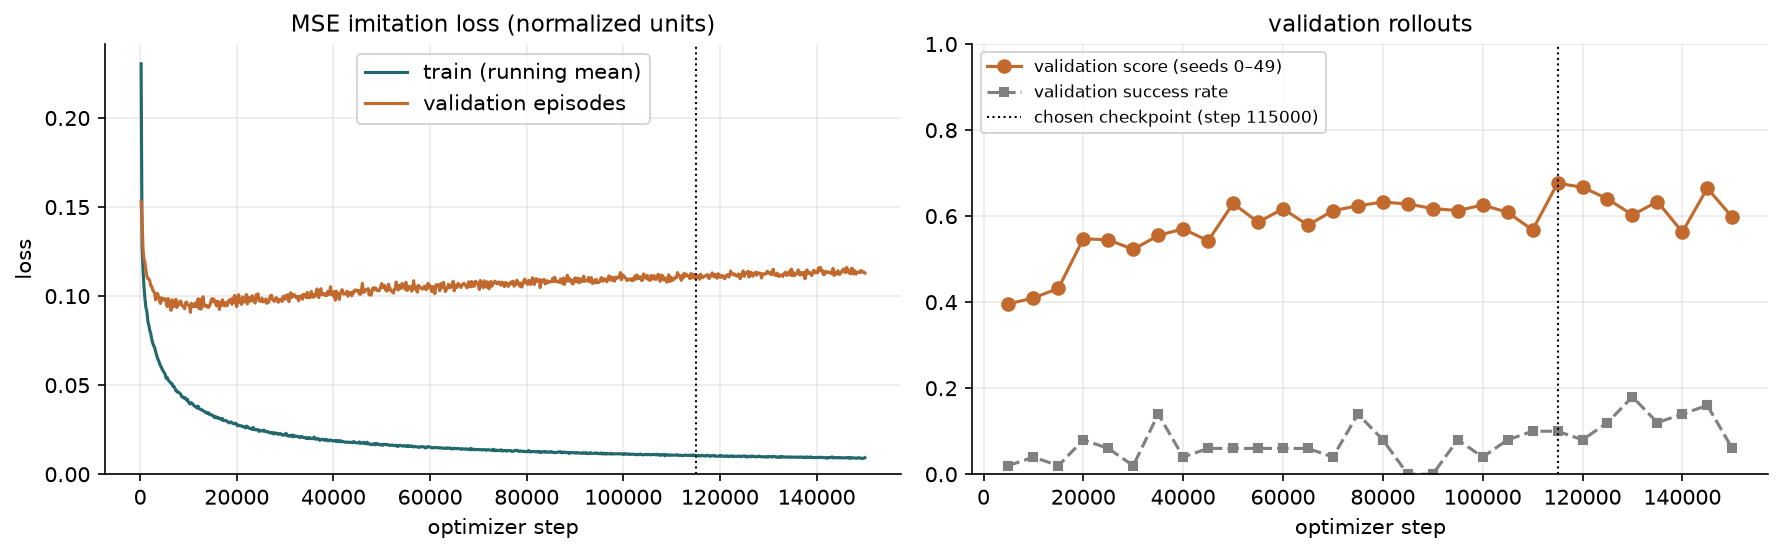 MSE imitation loss (normalized units)
train (running mean)
validation episodes
loss
0.20
0.15
0.10
0.05
0.00
0 20000 40000 60000 80000 100000 120000 140000
optimizer step
validation rollouts
validation score (seeds 0–49)
validation success rate
chosen checkpoint (step 115000)
1.0
0.8
0.6
0.4
0.2
0.0
0 20000 40000 60000 80000 100000 120000 140000
optimizer step